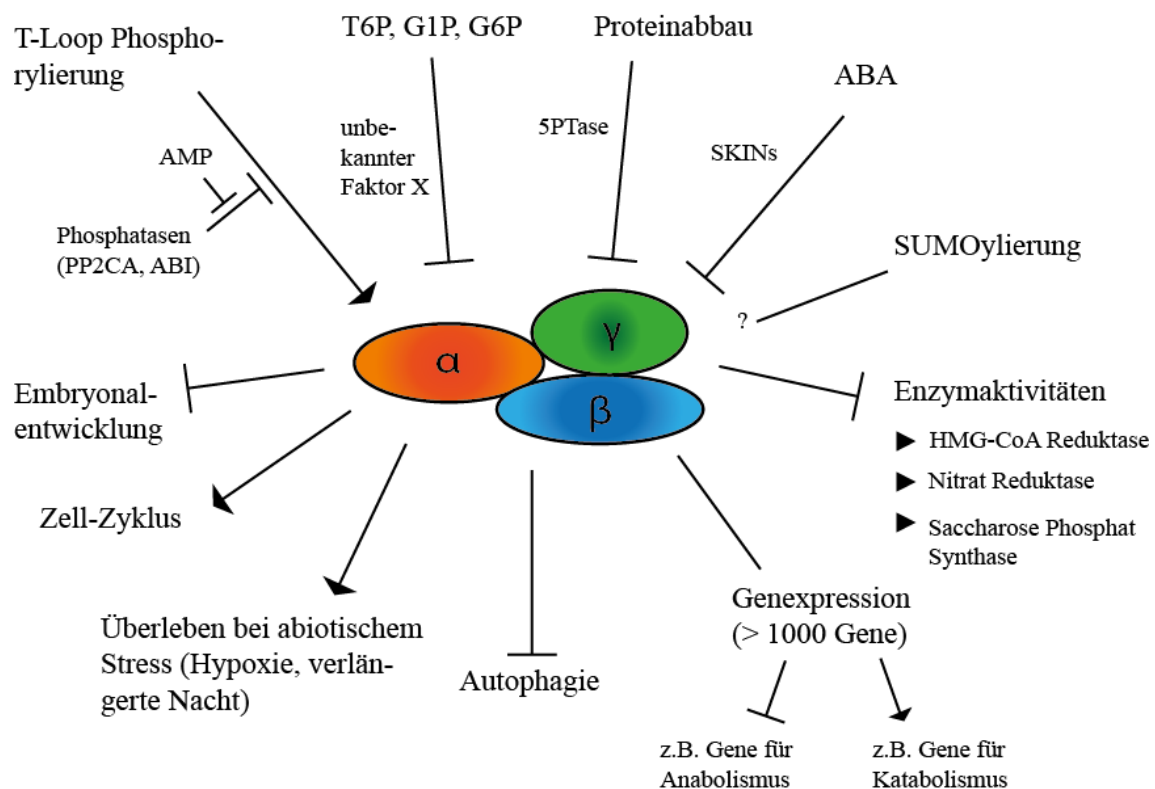 T-Loop Phospho-
rylierung
T6P, G1P, G6P
Proteinabbau
ABA
unbe-
kannter
Faktor X
5PTase
SKINs
AMP
Phosphatasen
(PP2CA, ABI)
SUMOylierung
?
α
γ
β
Embryonal-
entwicklung
Zell-Zyklus
Überleben bei abiotischem
Stress (Hypoxie, verlän-
gerte Nacht)
Autophagie
Enzymaktivitäten
HMG-CoA Reduktase
Nitrat Reduktase
Saccharose Phosphat
Synthase
Genexpression
(> 1000 Gene)
z.B. Gene für
Anabolismus
z.B. Gene für
Katabolismus